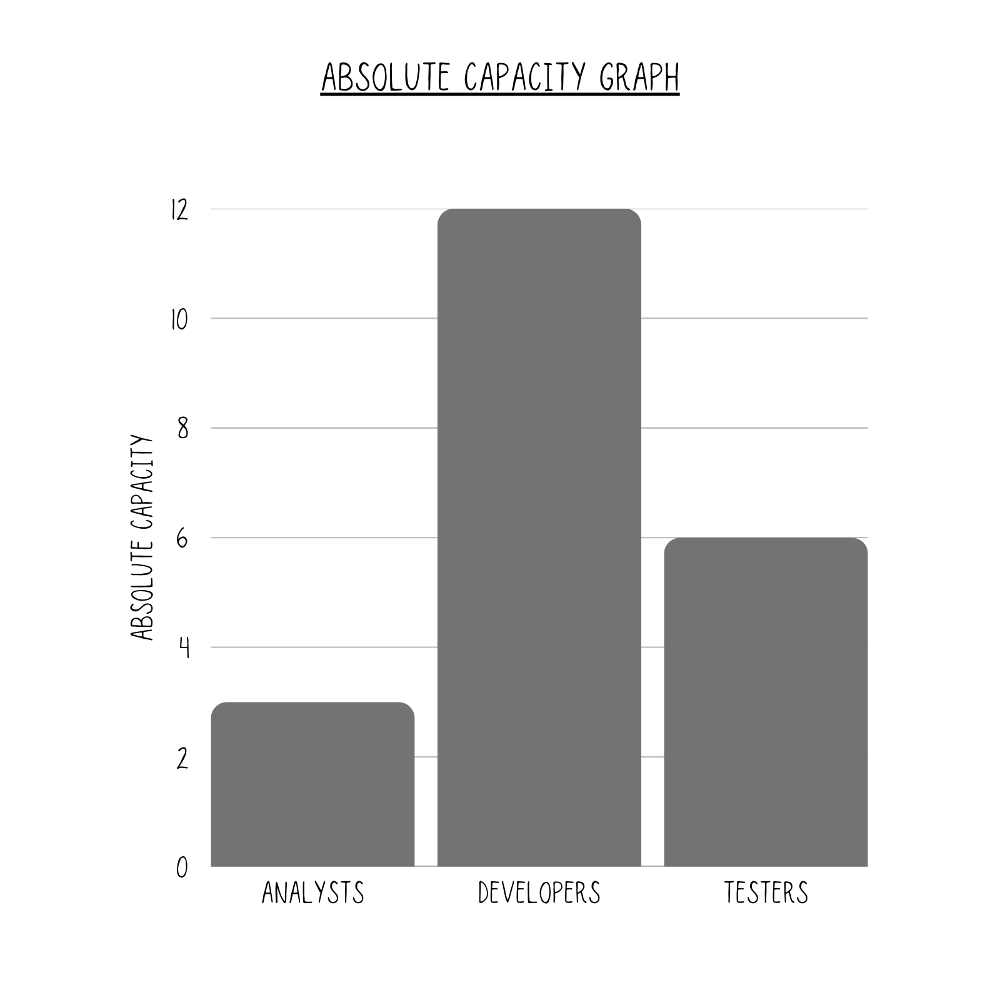 ABSOLUTE CAPACITY GRAPH
12
10
8
6
4
2
0
ABSOLUTE CAPACITY
ANALYSTS
DEVELOPERS
TESTERS